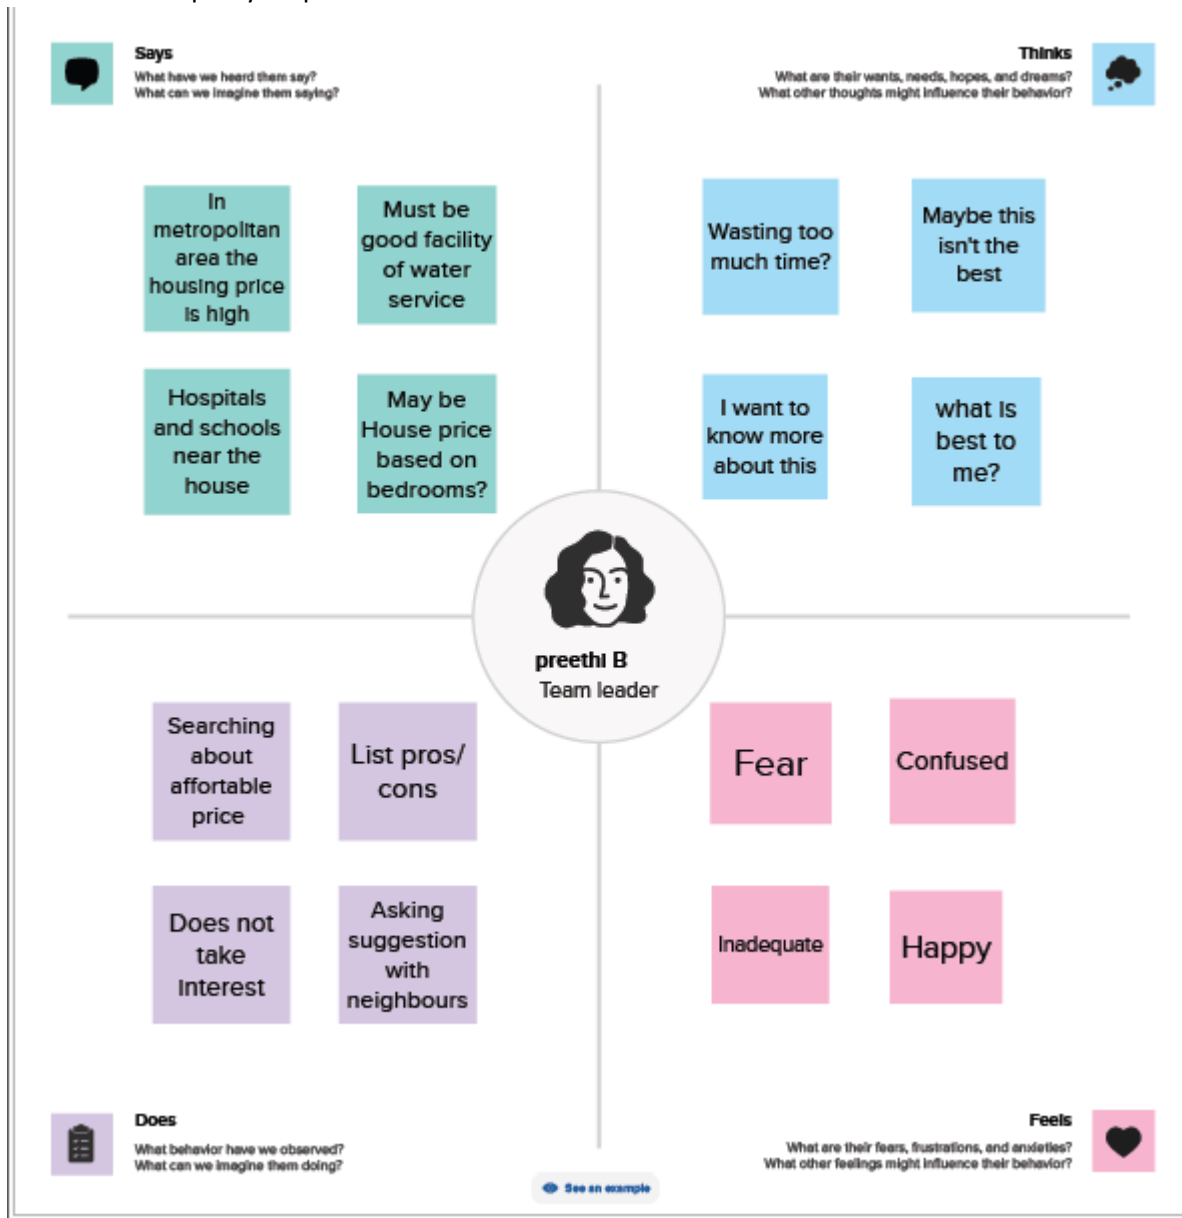 Says
What have we heard them say?
What can we imagine them saying?
Thinks
What are their wants, needs, hopes, and dreams?
What other thoughts might influence their behavior?
In
metropolitan
area the
housing price
is high
Must be
good facility
of water
service
Hospitals
and schools
near the
house
May be
House price
based on
bedrooms?
Wasting too
much time?
Maybe this
isn't the
best
I want to
know more
about this
what is
best to
me?
preethi B
Team leader
Searching
about
affortable
price
List pros/
cons
Does not
take
interest
Asking
suggestion
with
neighbours
Fear
Confused
Inadequate
Happy
Does
What behavior have we observed?
What can we imagine them doing?
Feels
What are their fears, frustrations, and anxieties?
What other feelings might influence their behavior?
See an example